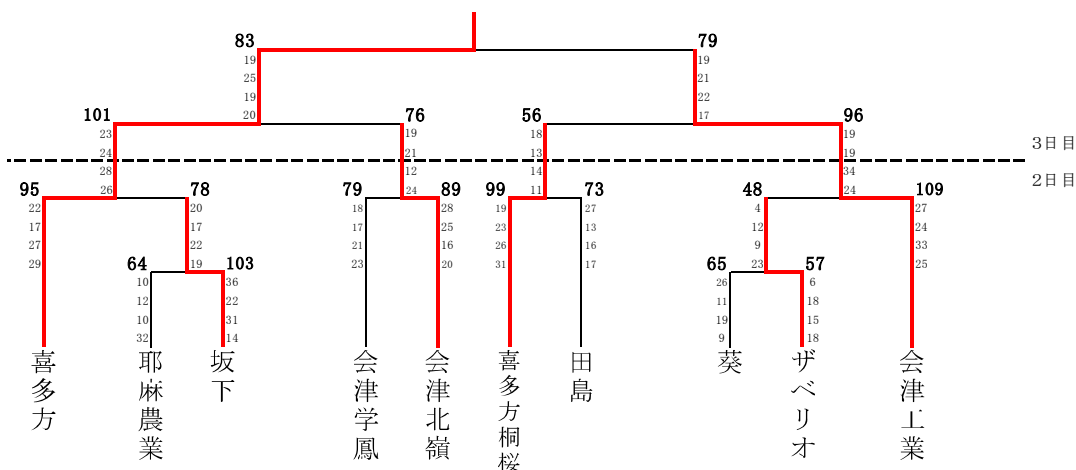 83 79
19 19
25 21
19 22
20 17
101 76 56 96
23 19 18 19
24 21 13 19
28 12 14 34
26 24 11 24
3日目
2日目
95 78 79 89 99 73 48 109
22 20 18 28 19 27 4 27
17 17 17 25 23 13 12 24
27 22 21 16 26 16 9 33
29 19 23 20 31 17 23 25
64 103 65 57
10 36 26 6
12 22 11 18
10 31 19 15
32 14 9 18
喜多方
耶麻農業
坂下
会津学鳳
会津北嶺
喜多方桐桜
田島
葵
ザベリオ
会津工業